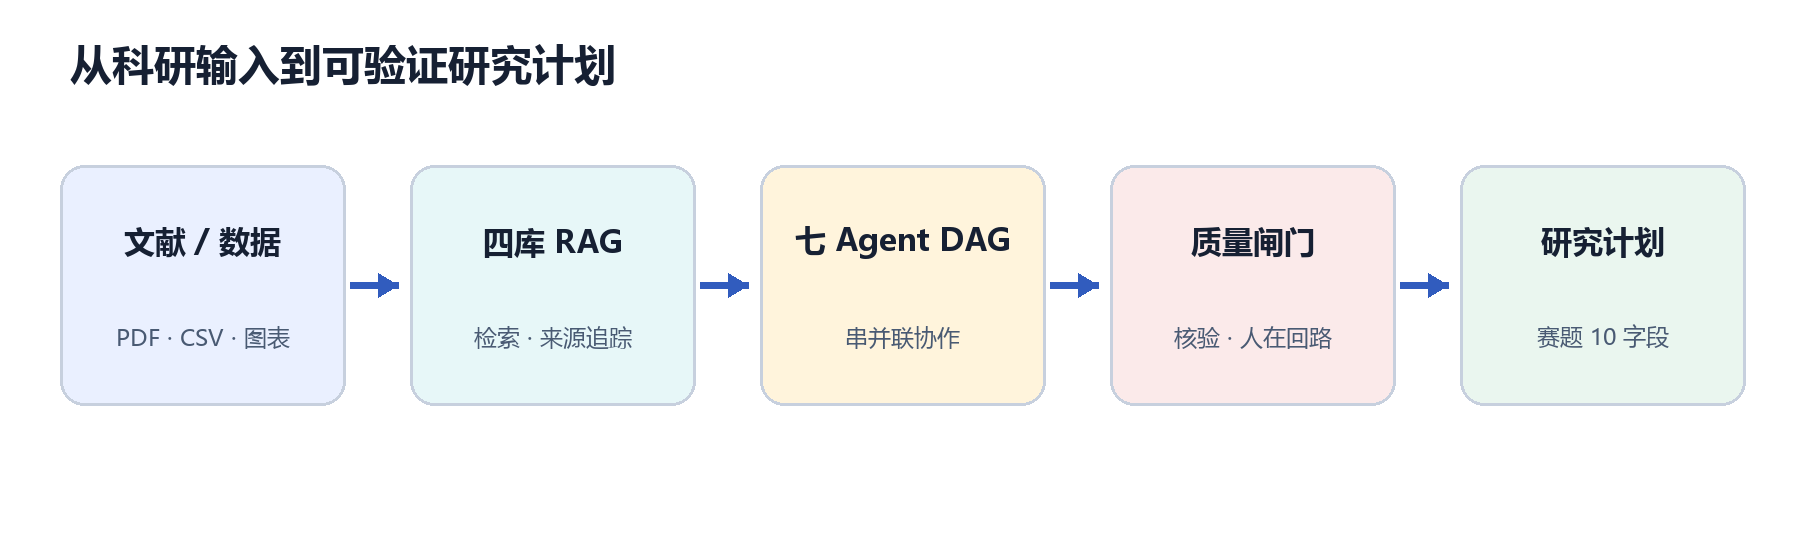 从科研输入到可验证研究计划
文献 / 数据
PDF · CSV · 图表
四库 RAG
检索 · 来源追踪
七 Agent DAG
串并联协作
质量闸门
核验 · 人在回路
研究计划
赛题 10 字段